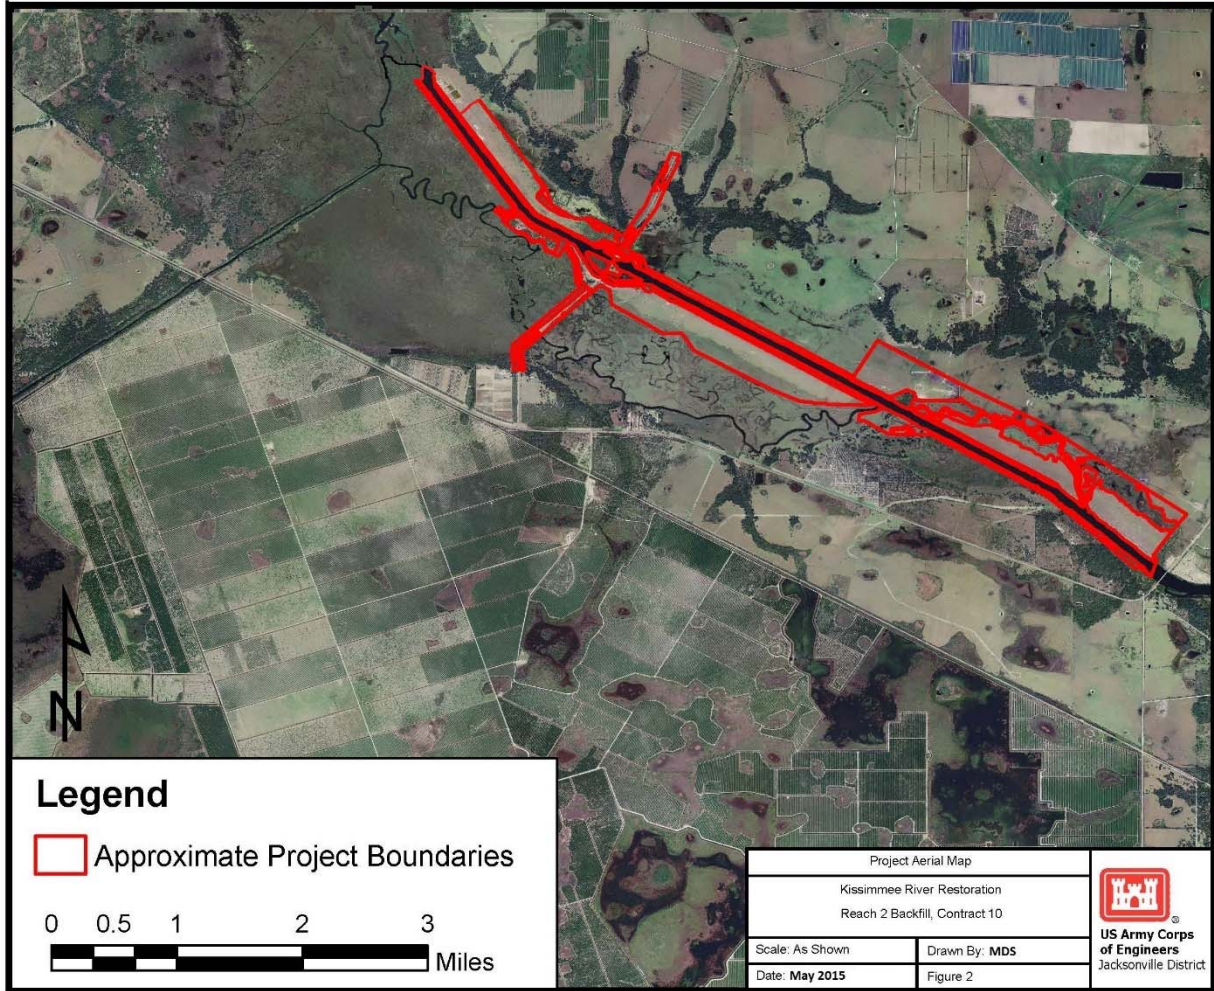 N
Legend
Approximate Project Boundaries
0 0.5 1 2 3
Miles
Project Aerial Map
Kissimmee River Restoration
Reach 2 Backfill, Contract 10
Scale: As Shown
Drawn By: MDS
Date: May 2015
Figure 2
®
US Army Corps
of Engineers
Jacksonville District